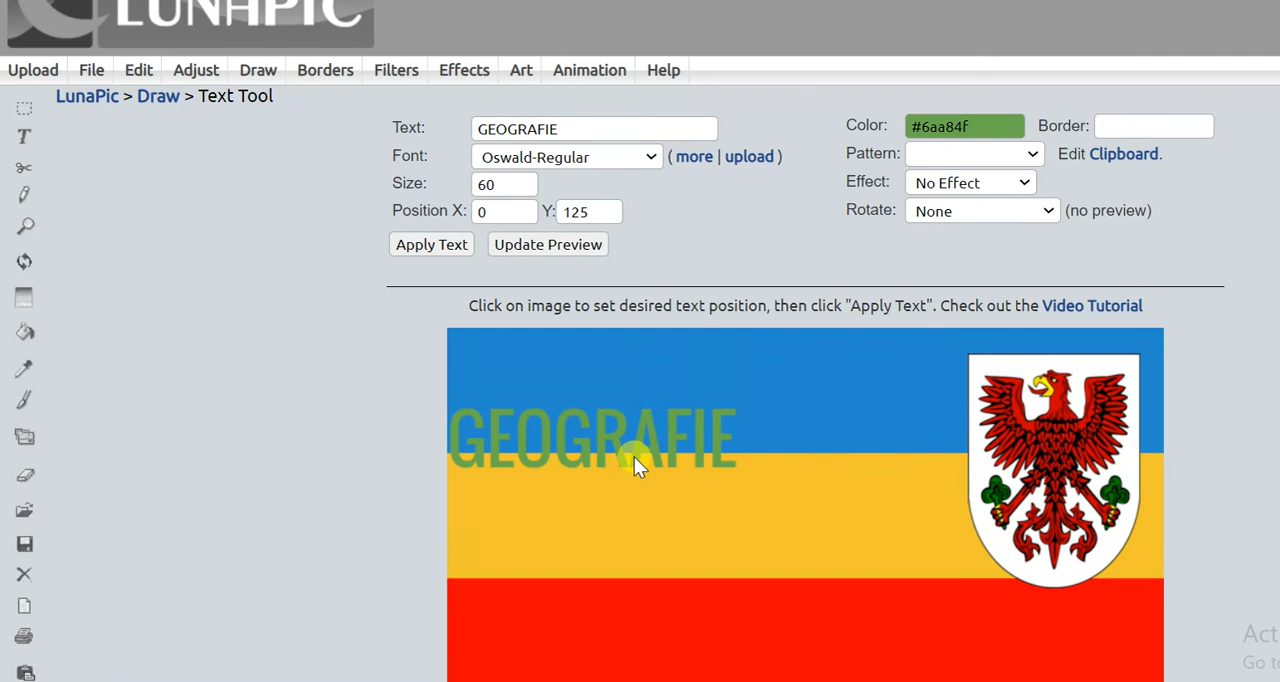 LUNAPIC
Upload File Edit Adjust Draw Borders Filters Effects Art Animation Help
LunaPic > Draw > Text Tool
Text: GEOGRAFIE
Font: Oswald-Regular ( more | upload )
Size: 60
Position X: 0 Y: 125
Apply Text Update Preview
Color: #6aa84f Border:
Pattern: Edit Clipboard.
Effect: No Effect
Rotate: None (no preview)
Click on image to set desired text position, then click "Apply Text". Check out the Video Tutorial
GEOGRAFIE